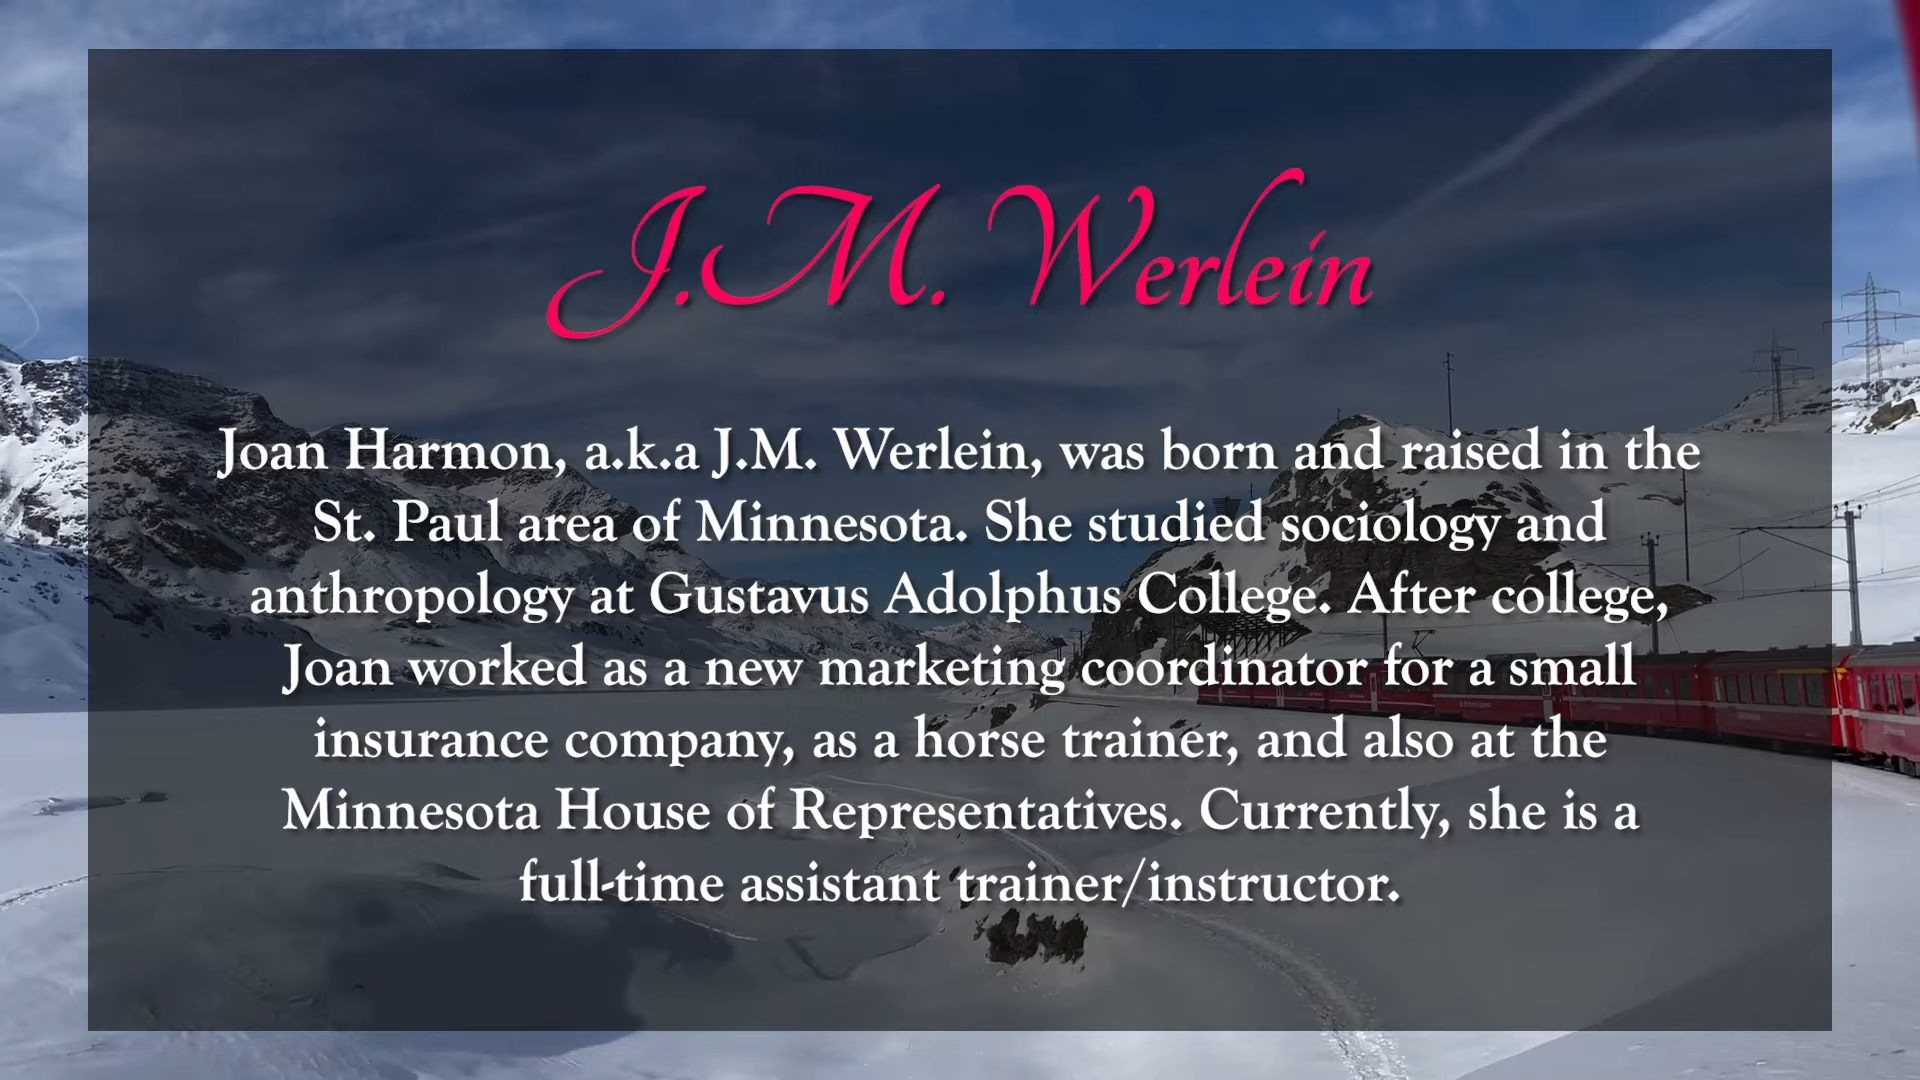 J.M. Werlein
Joan Harmon, a.k.a J.M. Werlein, was born and raised in the
St. Paul area of Minnesota. She studied sociology and
anthropology at Gustavus Adolphus College. After college,
Joan worked as a new marketing coordinator for a small
insurance company, as a horse trainer, and also at the
Minnesota House of Representatives. Currently, she is a
full-time assistant trainer/instructor.